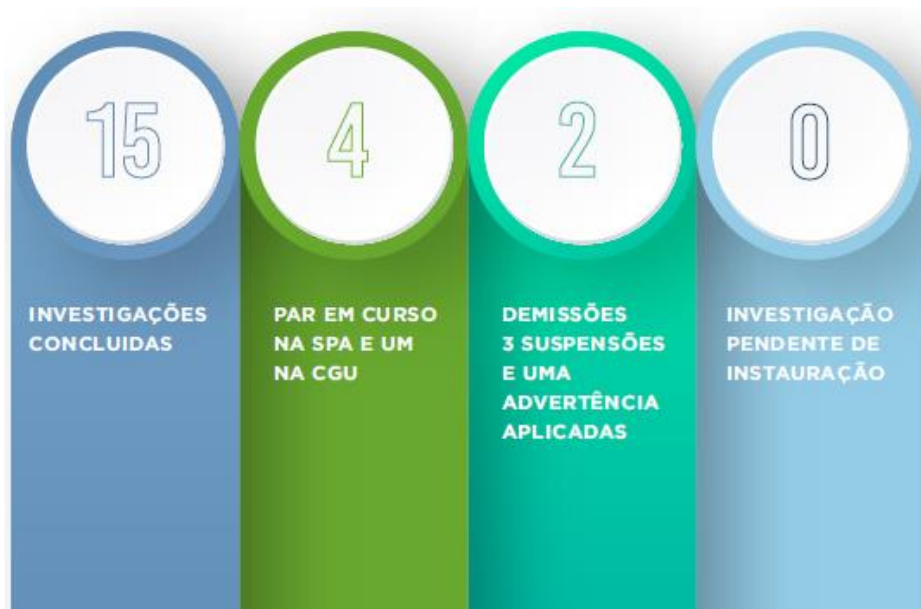 15
INVESTIGAÇÕES
CONCLUIDAS
4
PAR EM CURSO
NA SPA E UM
NA CGU
2
DEMISSÕES
3 SUSPENSÕES
E UMA
ADVERTÊNCIA
APLICADAS
0
INVESTIGAÇÃO
PENDENTE DE
INSTAURAÇÃO